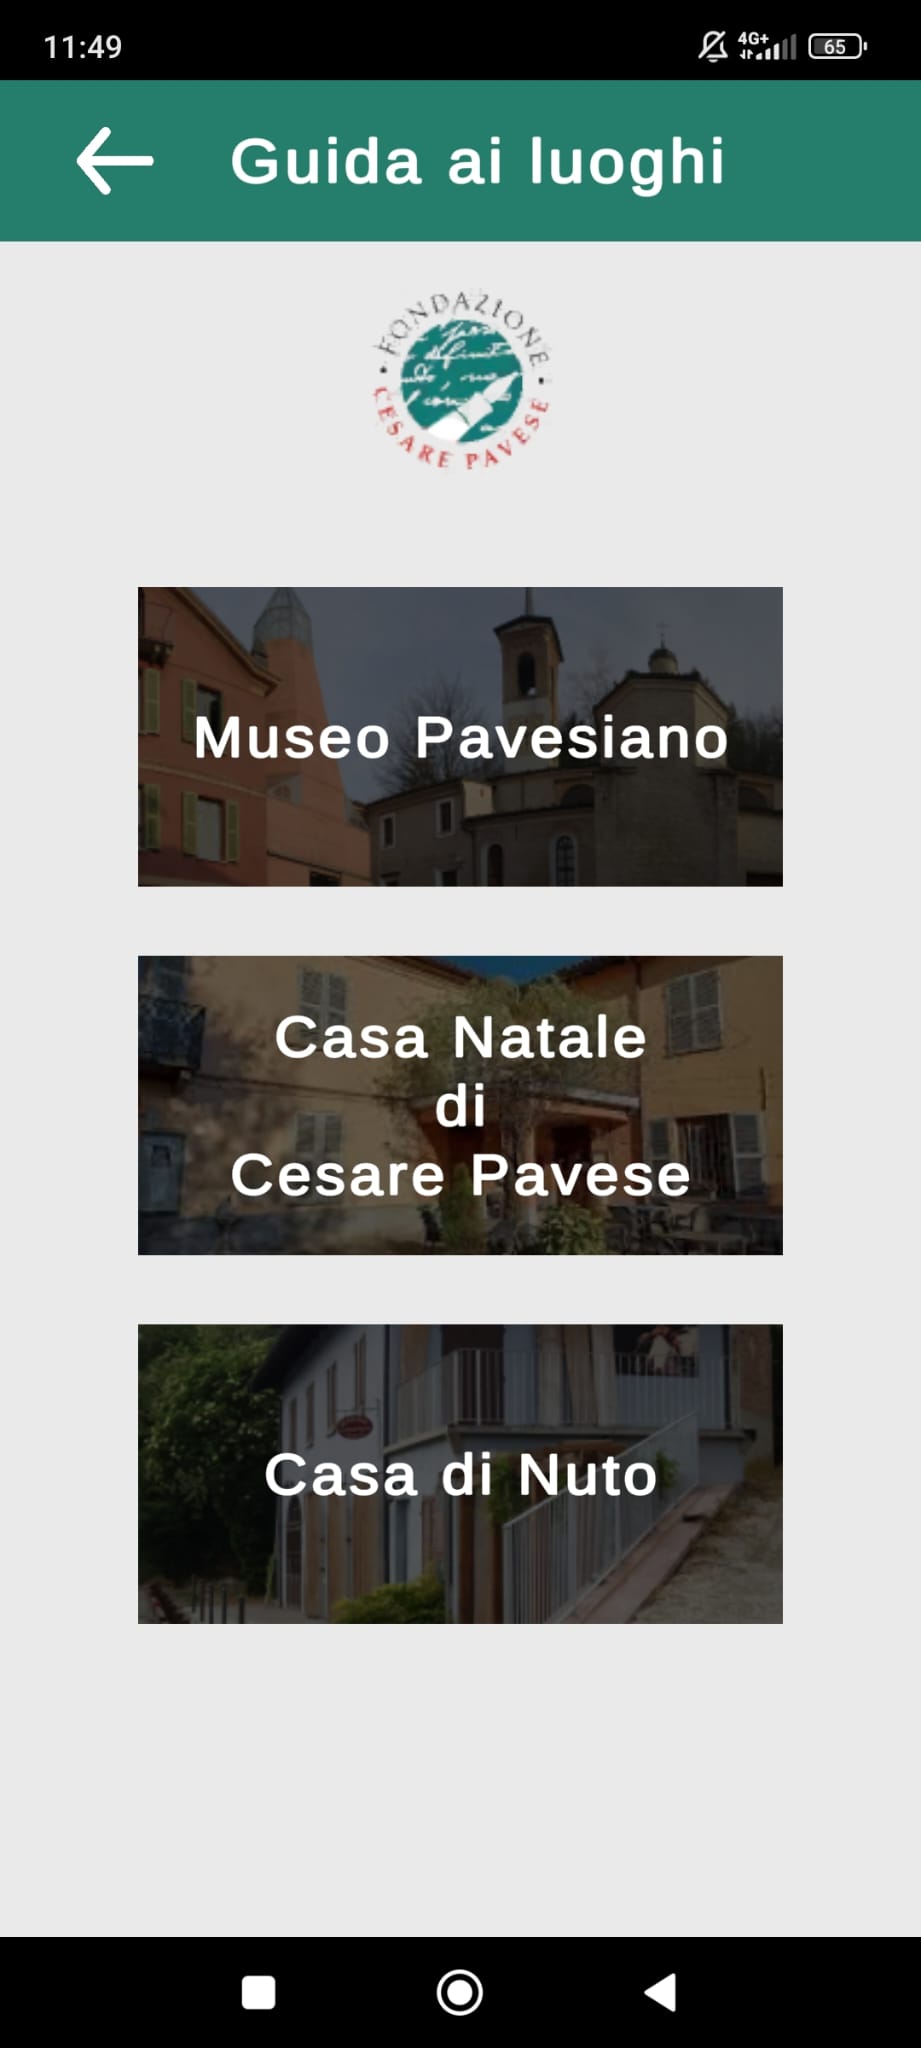 11:49
4G+
65
Guida ai luoghi
FONDAZIONE
CESARE PAVESE
Museo Pavesiano
Casa Natale
di
Cesare Pavese
Casa di Nuto